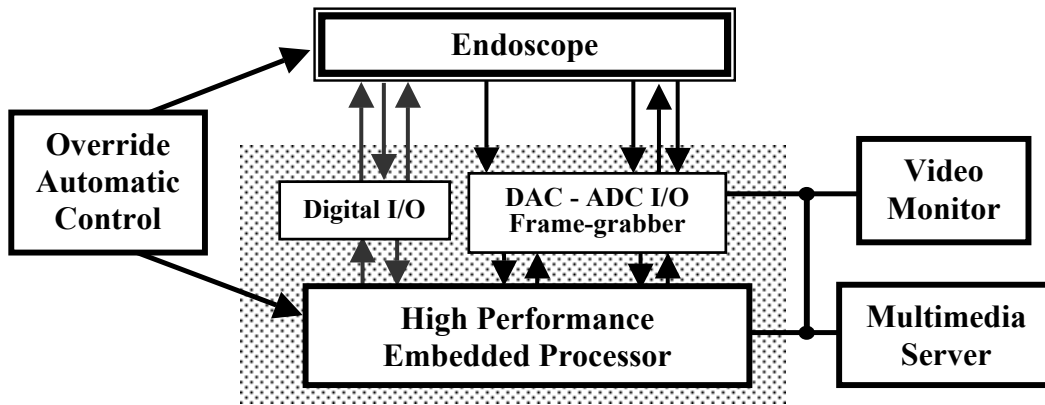 Endoscope
Override
Automatic
Control
Digital I/O
DAC - ADC I/O
Frame-grabber
Video
Monitor
High Performance
Embedded Processor
Multimedia
Server